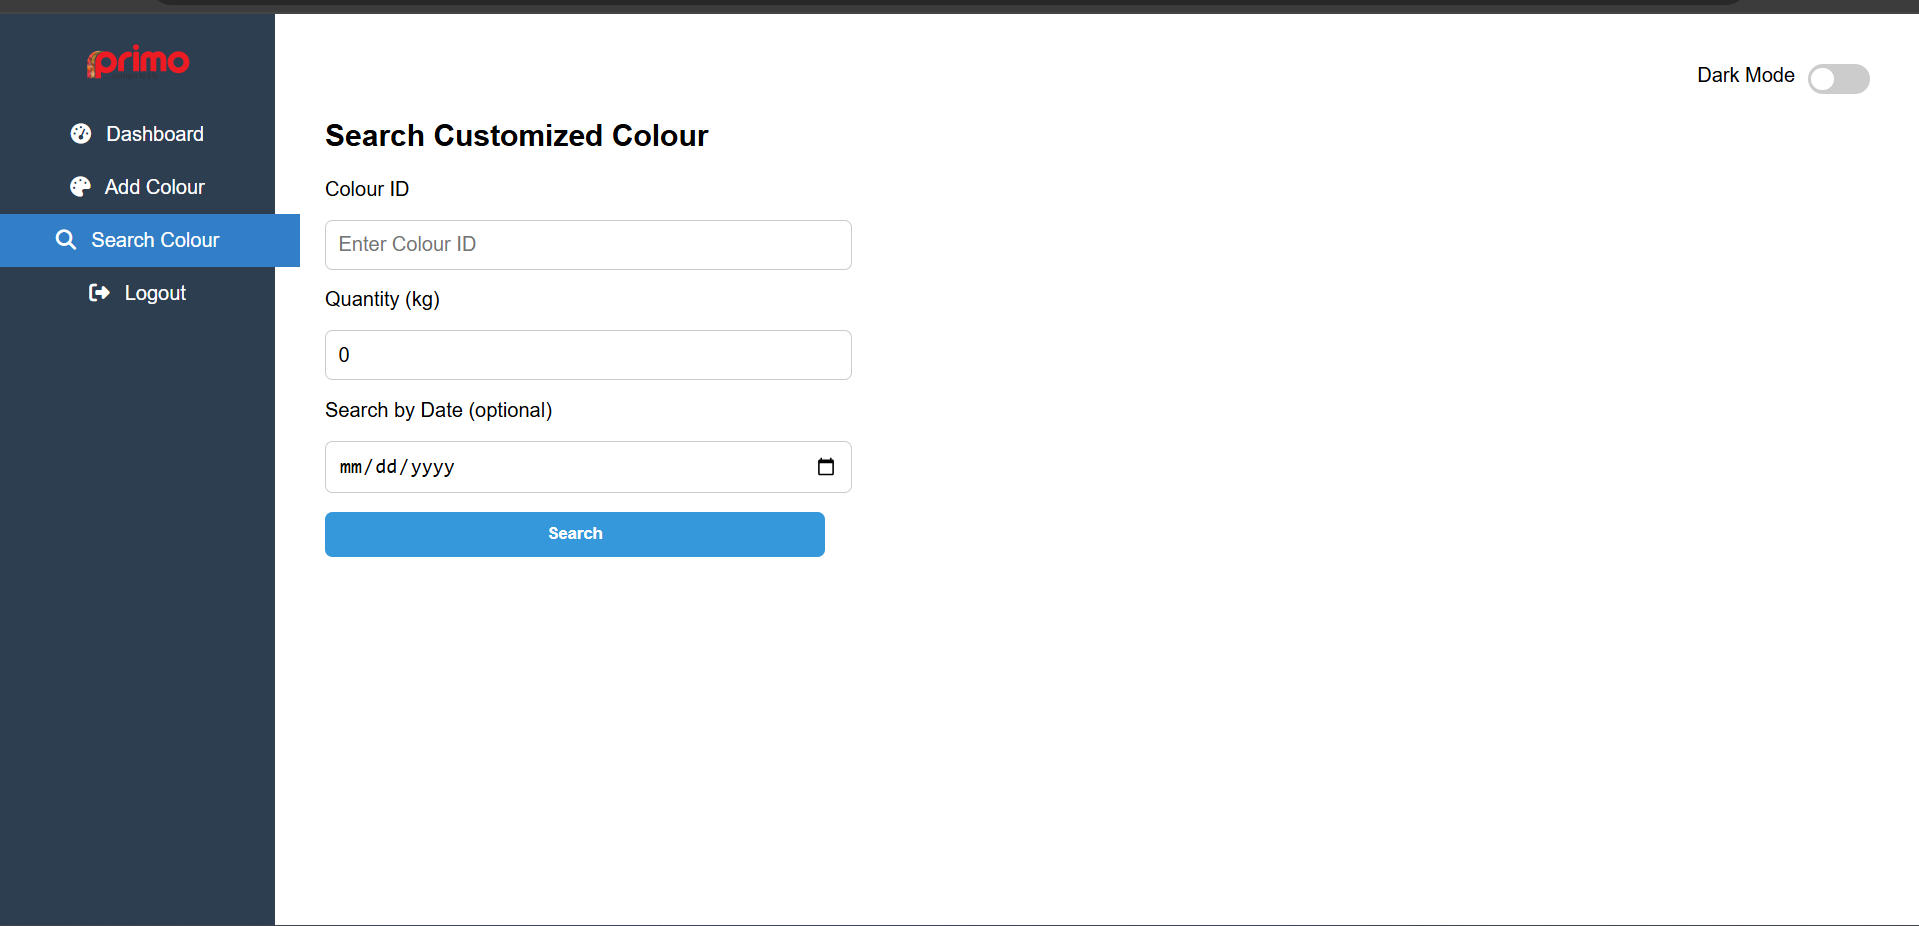 primo
Dashboard
Add Colour
Search Colour
Logout
Dark Mode
Search Customized Colour
Colour ID
Enter Colour ID
Quantity (kg)
0
Search by Date (optional)
mm/dd/yyyy
Search